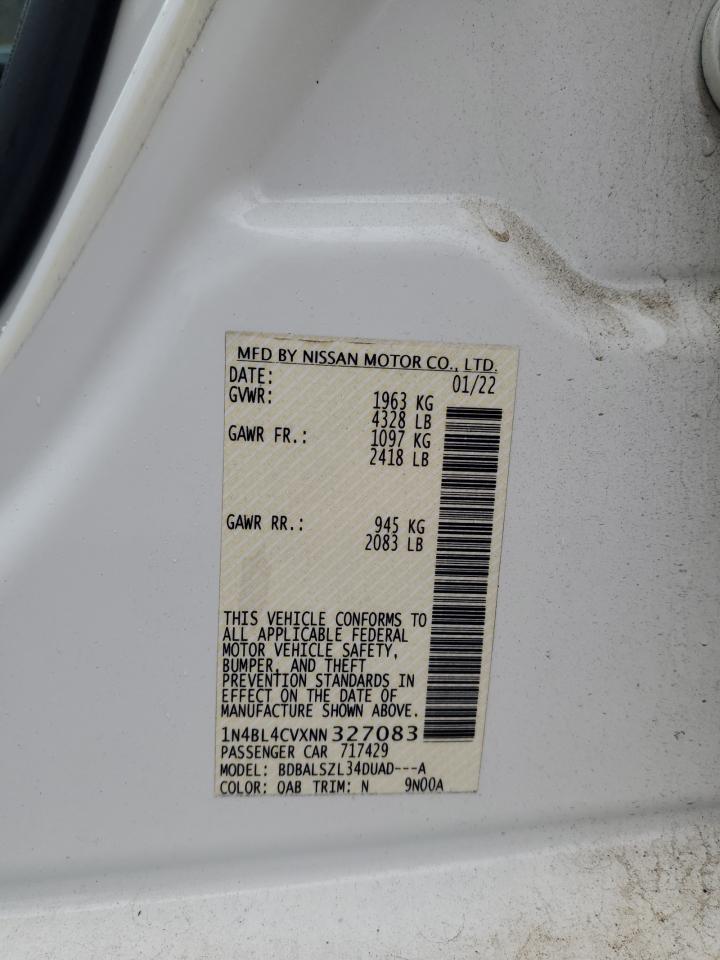 MFD BY NISSAN MOTOR CO., LTD.
DATE: 01/22
GVWR: 1963 KG
4328 LB
GAWR FR.: 1097 KG
2418 LB
GAWR RR.: 945 KG
2083 LB
THIS VEHICLE CONFORMS TO
ALL APPLICABLE FEDERAL
MOTOR VEHICLE SAFETY,
BUMPER, AND THEFT
PREVENTION STANDARDS IN
EFFECT ON THE DATE OF
MANUFACTURE SHOWN ABOVE.
1N4BL4CVXNN327083
PASSENGER CAR 717429
MODEL: BDBALSZL34DUAD---A
COLOR: QAB TRIM: N 9N00A